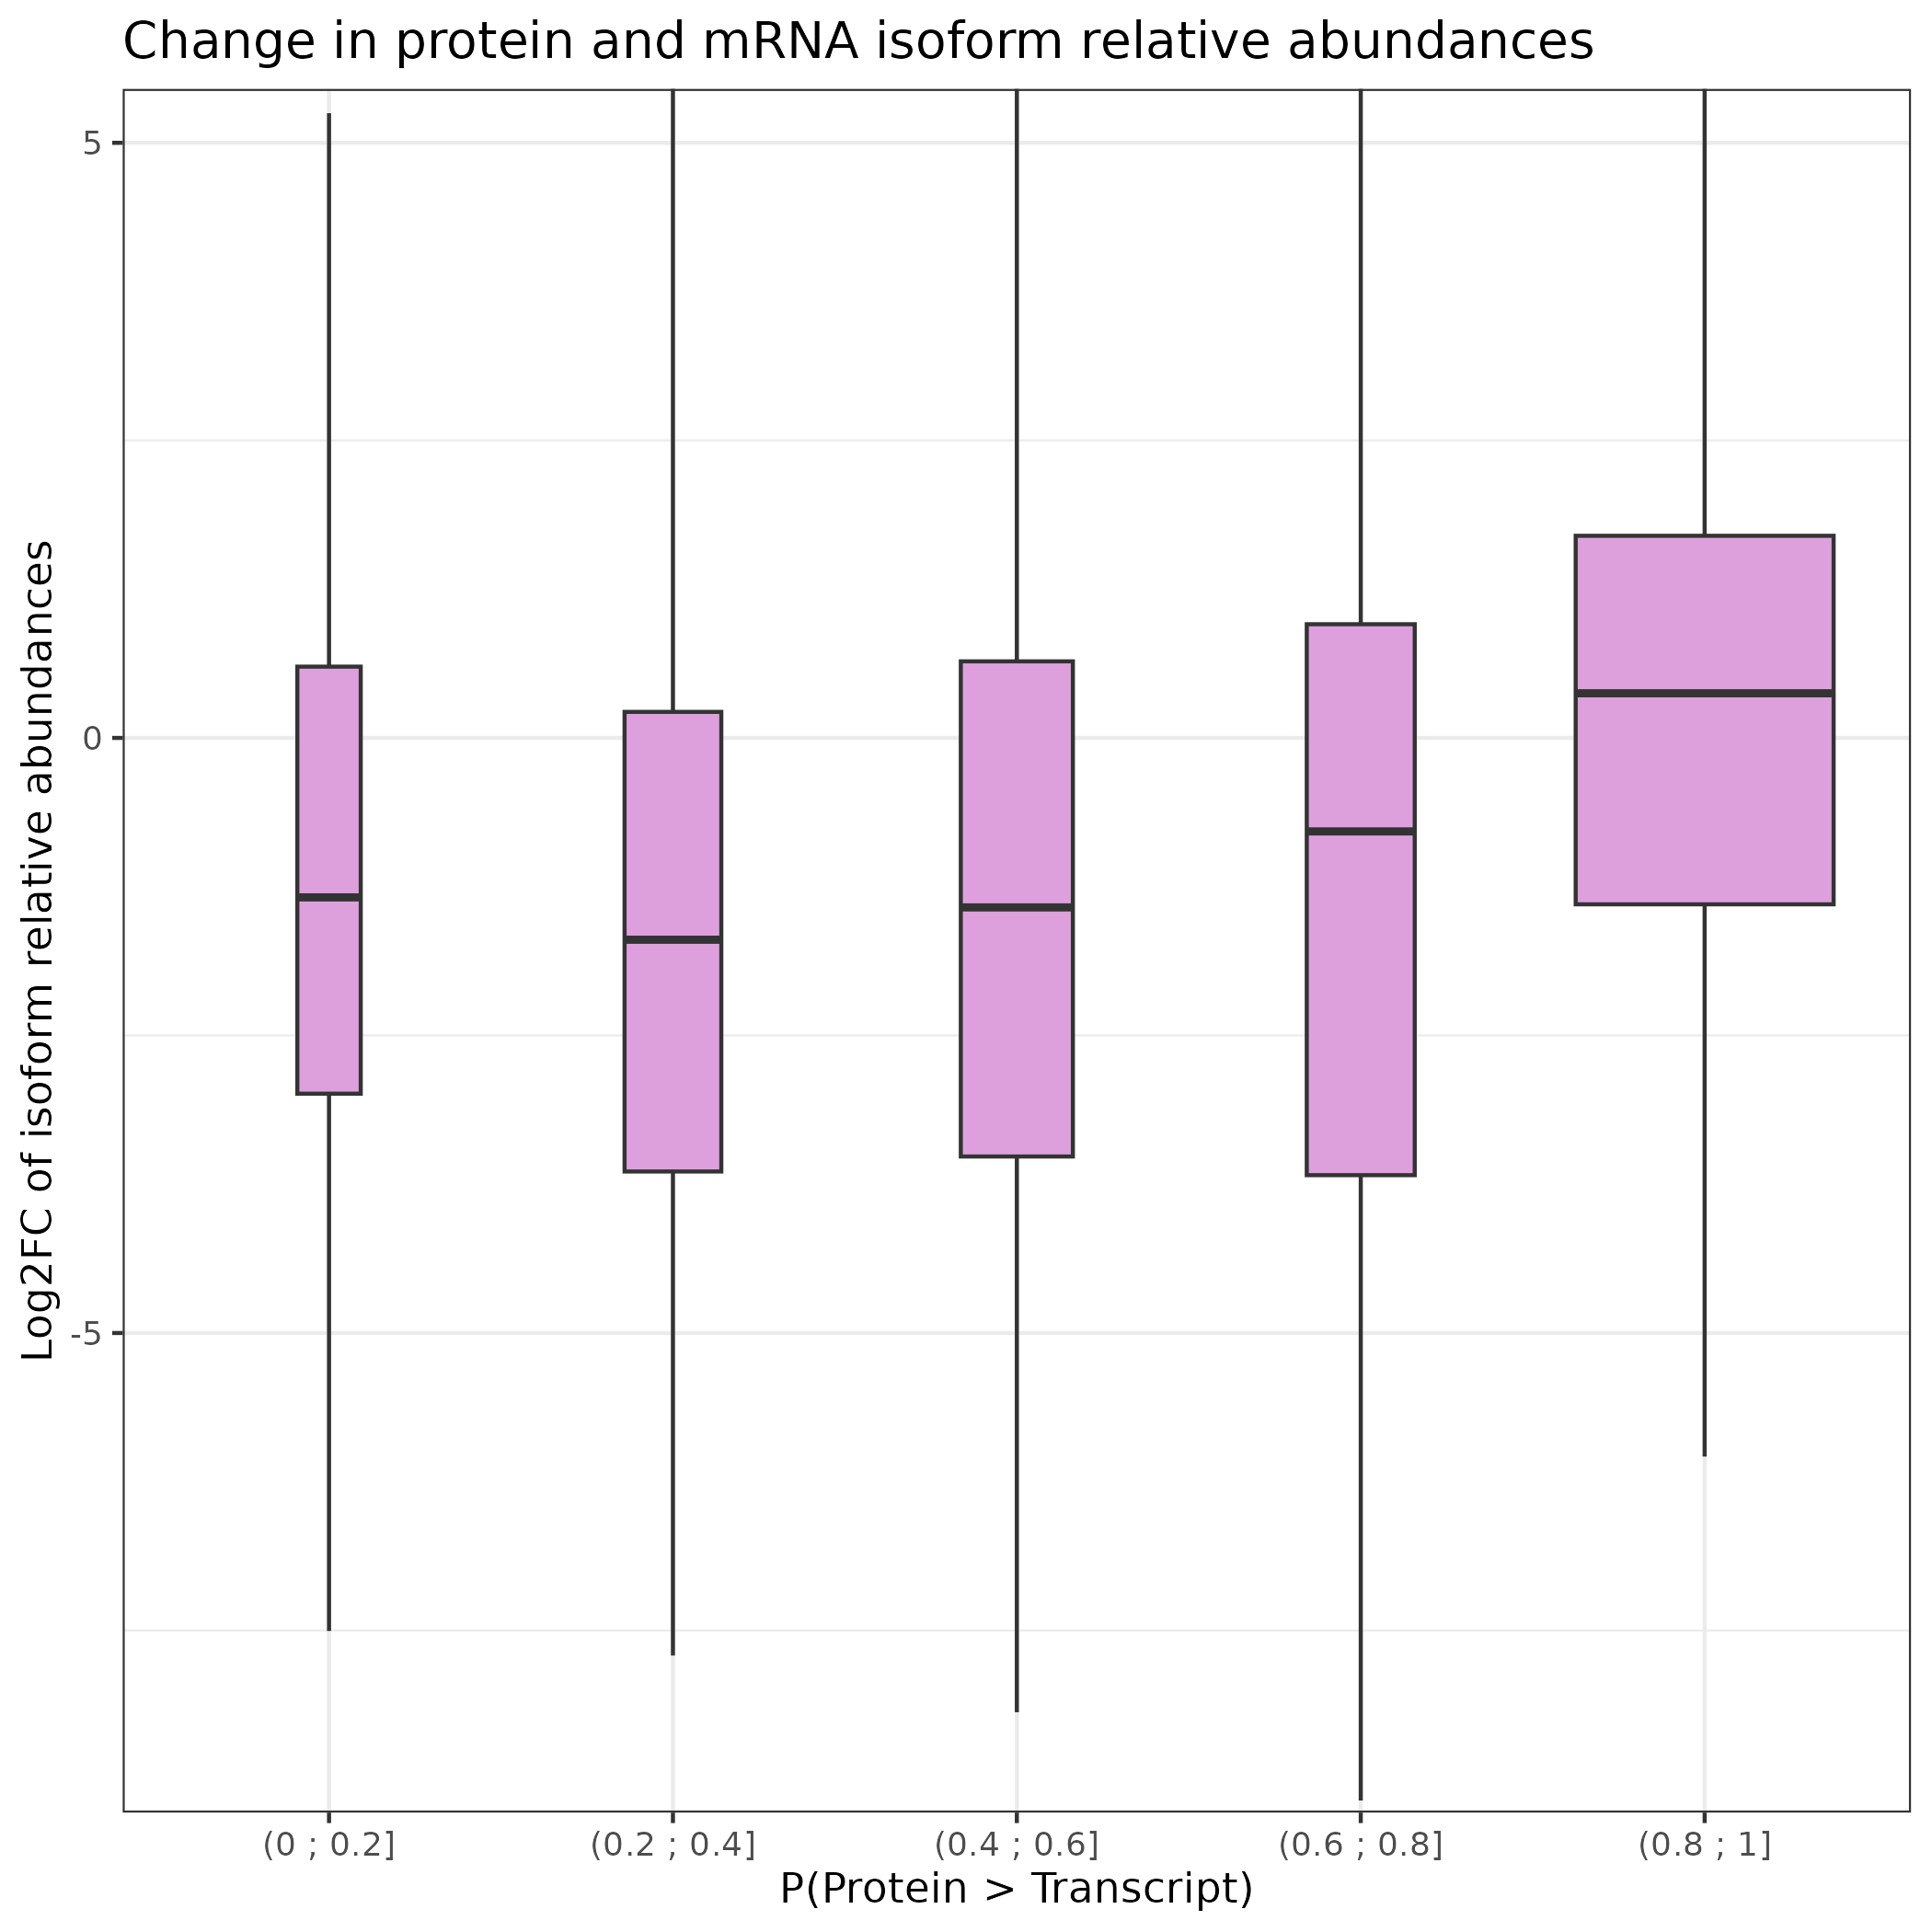 Change in protein and mRNA isoform relative abundances
Log2FC of isoform relative abundances
5
0
-5
(0 ; 0.2]
(0.2 ; 0.4]
(0.4 ; 0.6]
(0.6 ; 0.8]
(0.8 ; 1]
P(Protein > Transcript)